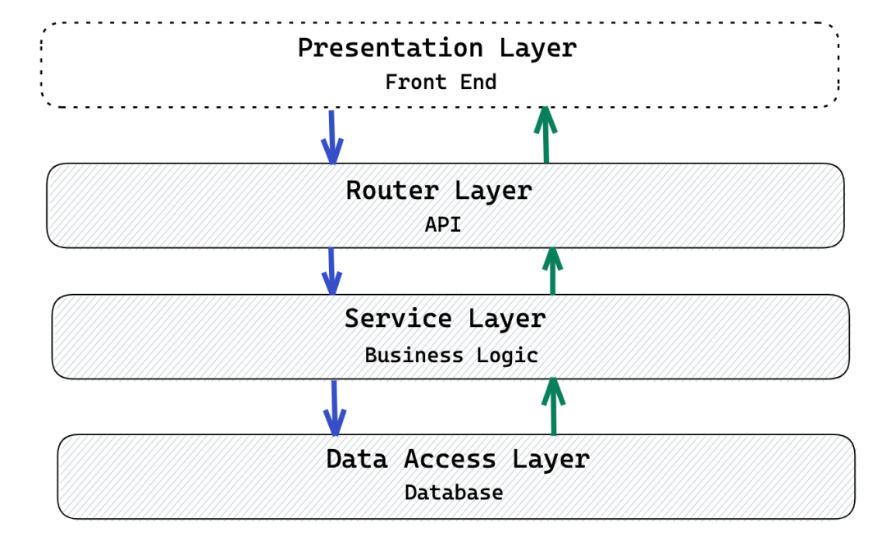 Presentation Layer
Front End
Router Layer
API
Service Layer
Business Logic
Data Access Layer
Database